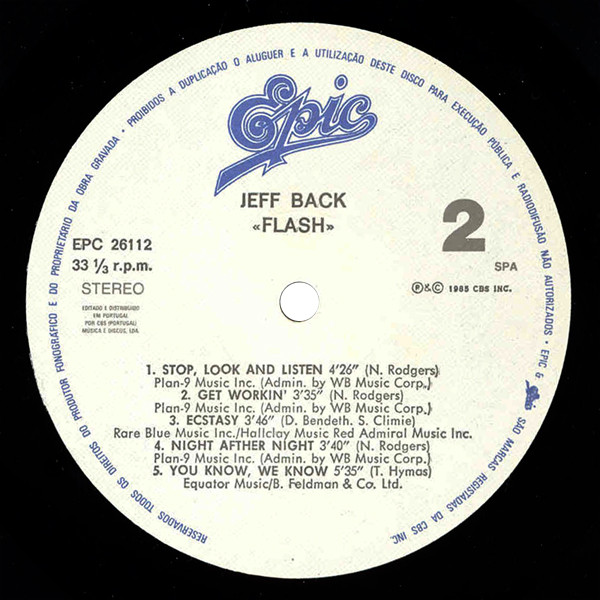 RESERVADOS TODOS OS DIREITOS DO PRODUTOR FONOGRÁFICO E DO PROPRIETÁRIO DA OBRA GRAVADA • PROIBIDOS A DUPLICAÇÃO O ALUGUER E A UTILIZAÇÃO DESTE DISCO PARA EXECUÇÃO PÚBLICA E RADIODIFUSÃO NÃO AUTORIZADOS • EPIC & Epic SÃO MARCAS REGISTADAS DA CBS INC.
Epic
JEFF BACK
«FLASH»
2
EPC 26112
33 ⅓ r.p.m.
SPA
STEREO
℗&© 1985 CBS INC.
EDITADO E DISTRIBUÍDO
EM PORTUGAL
POR CBS (PORTUGAL)
MÚSICA E DISCOS, LDA.
1. STOP, LOOK AND LISTEN 4'26" (N. Rodgers)
Plan-9 Music Inc. (Admin. by WB Music Corp.,)
2. GET WORKIN' 3'35" (N. Rodgers)
Plan-9 Music Inc. (Admin. by WB Music Corp.,)
3. ECSTASY 3'46" (D. Bendeth. S. Climie)
Rare Blue Music Inc./Hallclay Music Red Admiral Music Inc.
4. NIGHT AFTHER NIGHT 3'40" (N. Rodgers)
Plan-9 Music Inc. (Admin. by WB Music Corp.,)
5. YOU KNOW, WE KNOW 5'35" (T. Hymas)
Equator Music/B. Feldman & Co. Ltd.